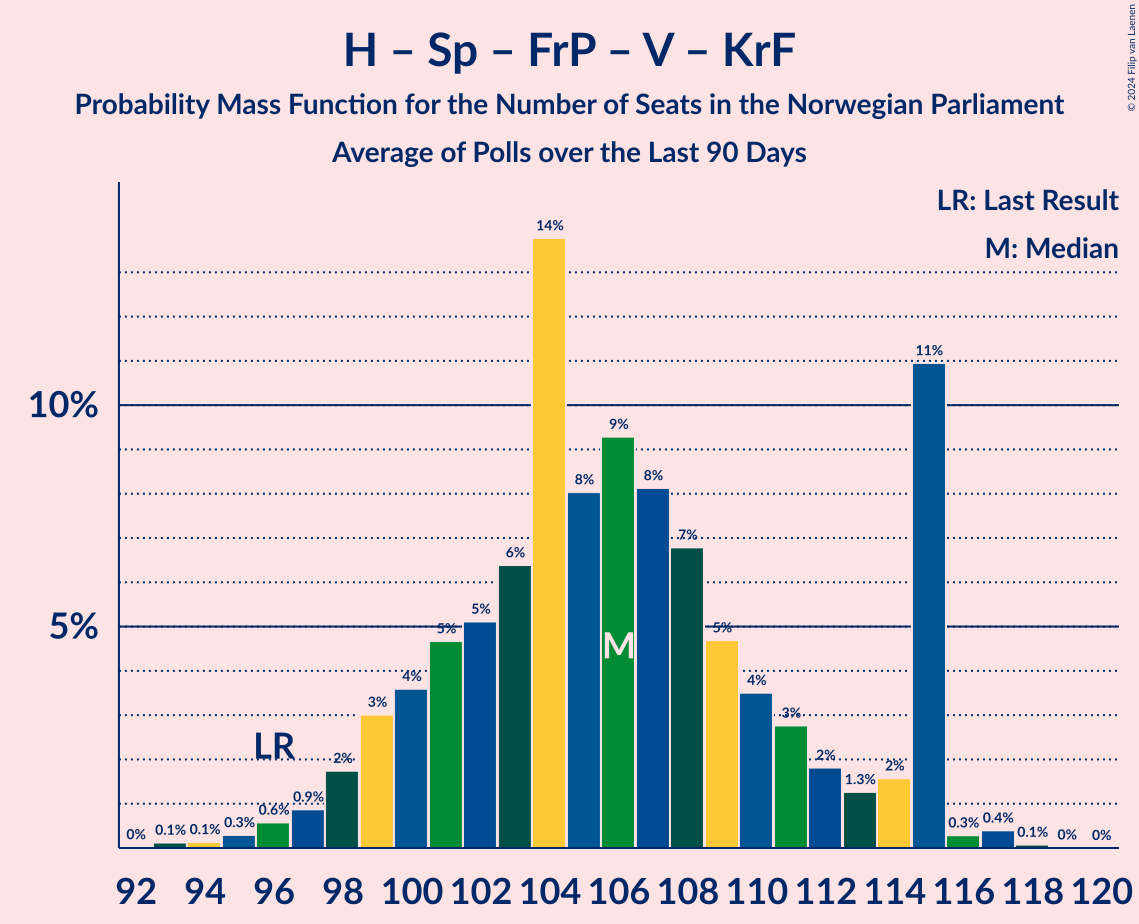 H – Sp – FrP – V – KrF
Probability Mass Function for the Number of Seats in the Norwegian Parliament
Average of Polls over the Last 90 Days
© 2024 Filip van Laenen
LR: Last Result
M: Median
10%
5%
0% 0.1% 0.1% 0.3% 0.6% 0.9% 2% 3% 4% 5% 5% 6% 14% 8% 9% 8% 7% 5% 4% 3% 2% 1.3% 2% 11% 0.3% 0.4% 0.1% 0% 0%
LR
M
92 94 96 98 100 102 104 106 108 110 112 114 116 118 120